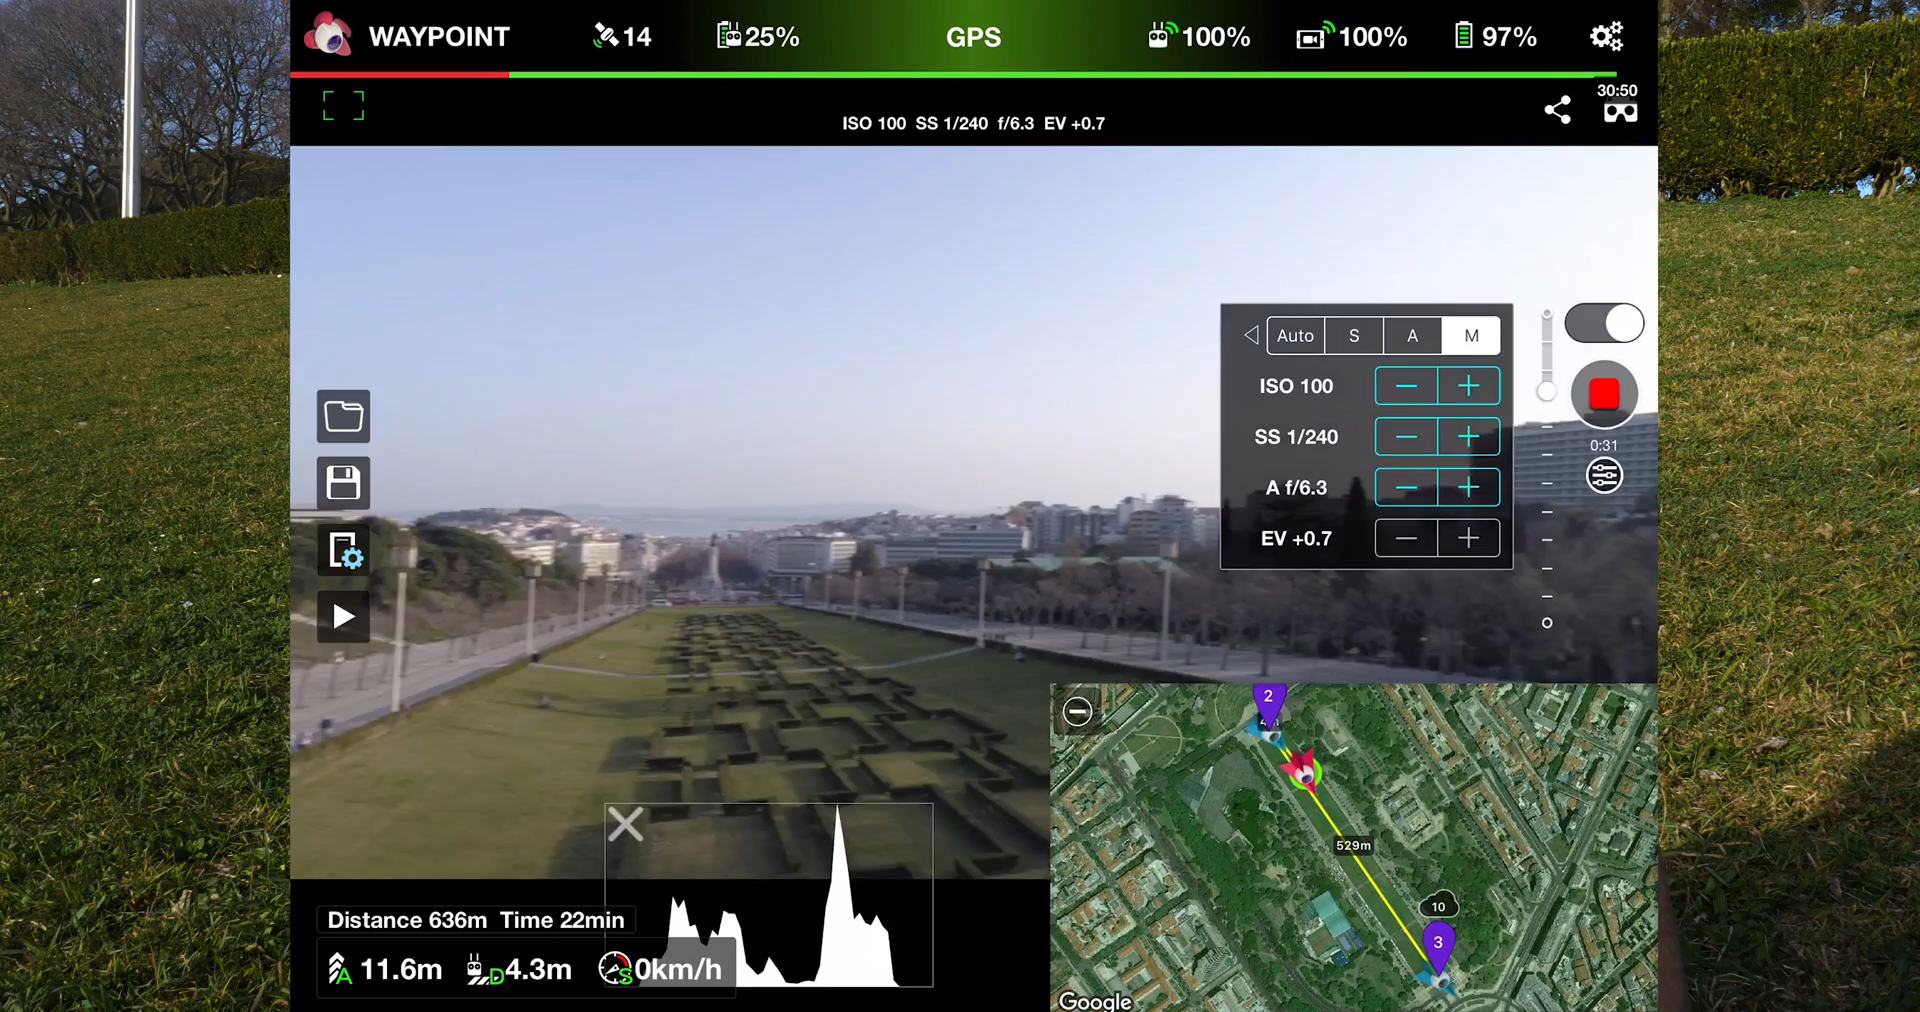 WAYPOINT 14 25% GPS 100% 100% 97%
30:50
ISO 100 SS 1/240 f/6.3 EV +0.7
Auto S A M
ISO 100
SS 1/240
A f/6.3
EV +0.7
0:31
2
529m
10
3
Google
Distance 636m Time 22min
A 11.6m D 4.3m S 0km/h